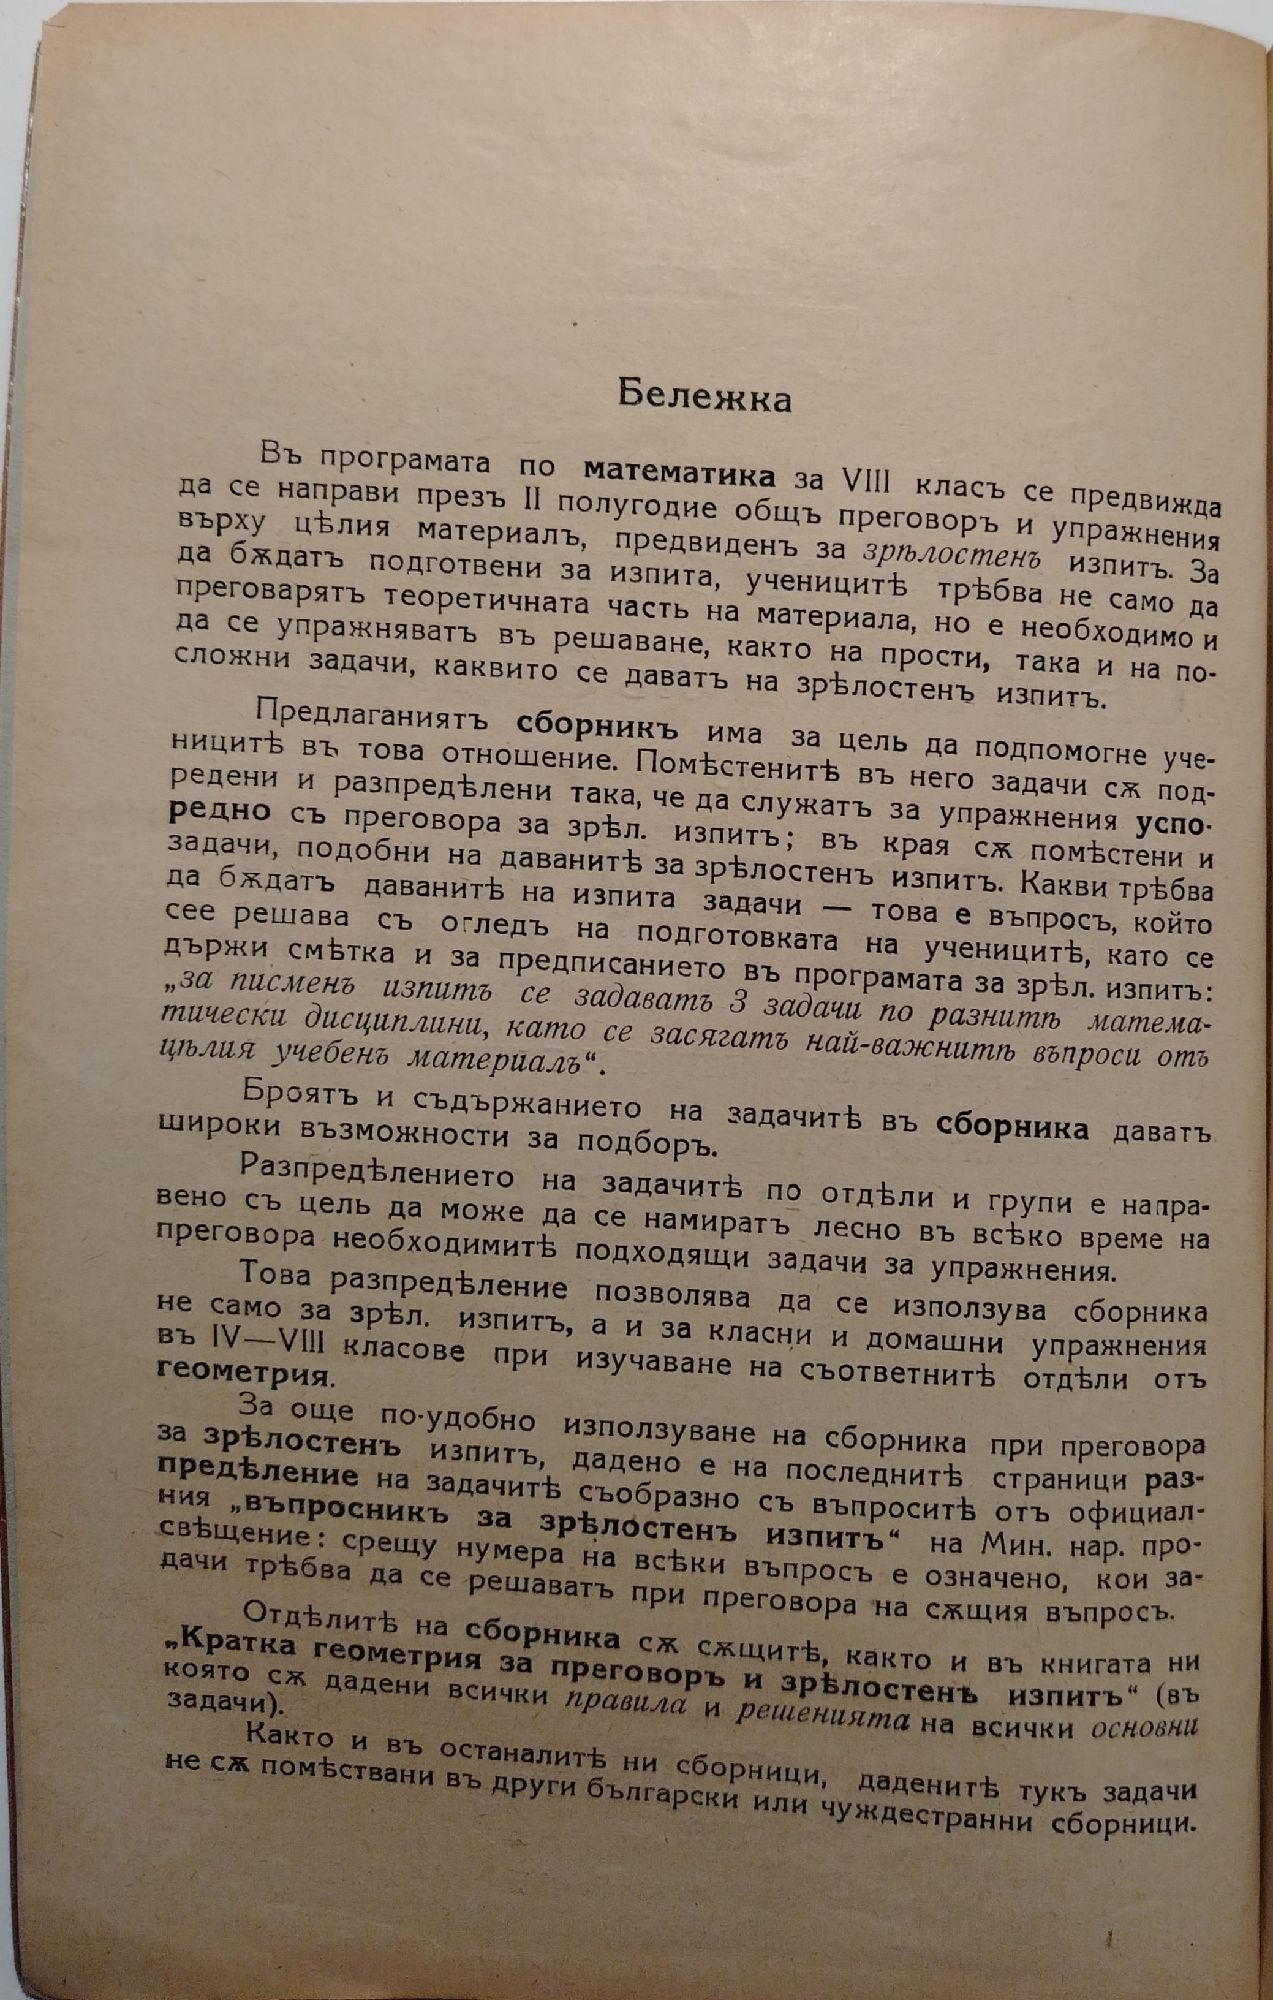 Бележка
Въ програмата по математика за VIII класъ се предвижда
да се направи презъ II полугодие общъ преговоръ и упражнения
върху цѣлия материалъ, предвиденъ за зрѣлостенъ изпитъ. За
да бѫдатъ подготвени за изпита, ученицитѣ трѣбва не само да
преговарятъ теоретичната часть на материала, но е необходимо и
да се упражняватъ въ решаване, както на прости, така и на по-
сложни задачи, каквито се даватъ на зрѣлостенъ изпитъ.
Предлаганиятъ сборникъ има за цель да подпомогне уче-
ницитѣ въ това отношение. Помѣстенитѣ въ него задачи сѫ под-
редени и разпредѣлени така, че да служатъ за упражнения успо-
редно съ преговора за зрѣл. изпитъ; въ края сѫ помѣстени и
задачи, подобни на даванитѣ за зрѣлостенъ изпитъ. Какви трѣбва
да бѫдатъ даванитѣ на изпита задачи — това е въпросъ, който
сее решава съ огледъ на подготовката на ученицитѣ, като се
държи смѣтка и за предписанието въ програмата за зрѣл. изпитъ:
„за писменъ изпитъ се задаватъ 3 задачи по разнитѣ матема-
тически дисциплини, като се засягатъ най-важнитѣ въпроси отъ
цѣлия учебенъ материалъ“.
Броятъ и съдържанието на задачитѣ въ сборника даватъ
широки възможности за подборъ.
Разпредѣлението на задачитѣ по отдѣли и групи е напра-
вено съ цель да може да се намиратъ лесно въ всѣко време на
преговора необходимитѣ подходящи задачи за упражнения.
Това разпредѣление позволява да се използува сборника
не само за зрѣл. изпитъ, а и за класни и домашни упражнения
въ IV—VIII класове при изучаване на съответнитѣ отдѣли отъ
геометрия.
За още по-удобно използуване на сборника при преговора
за зрѣлостенъ изпитъ, дадено е на последнитѣ страници раз-
предѣление на задачитѣ съобразно съ въпроситѣ отъ официал-
ния „въпросникъ за зрѣлостенъ изпитъ“ на Мин. нар. про-
свѣщение: срещу нумера на всѣки въпросъ е означено, кои за-
дачи трѣбва да се решаватъ при преговора на сѫщия въпросъ.
Отдѣлитѣ на сборника сѫ сѫщитѣ, както и въ книгата ни
„Кратка геометрия за преговоръ и зрѣлостенъ изпитъ“ (въ
която сѫ дадени всички правила и решенията на всички основни
задачи).
Както и въ останалитѣ ни сборници, даденитѣ тукъ задачи
не сѫ помѣствани въ други български или чуждестранни сборници.